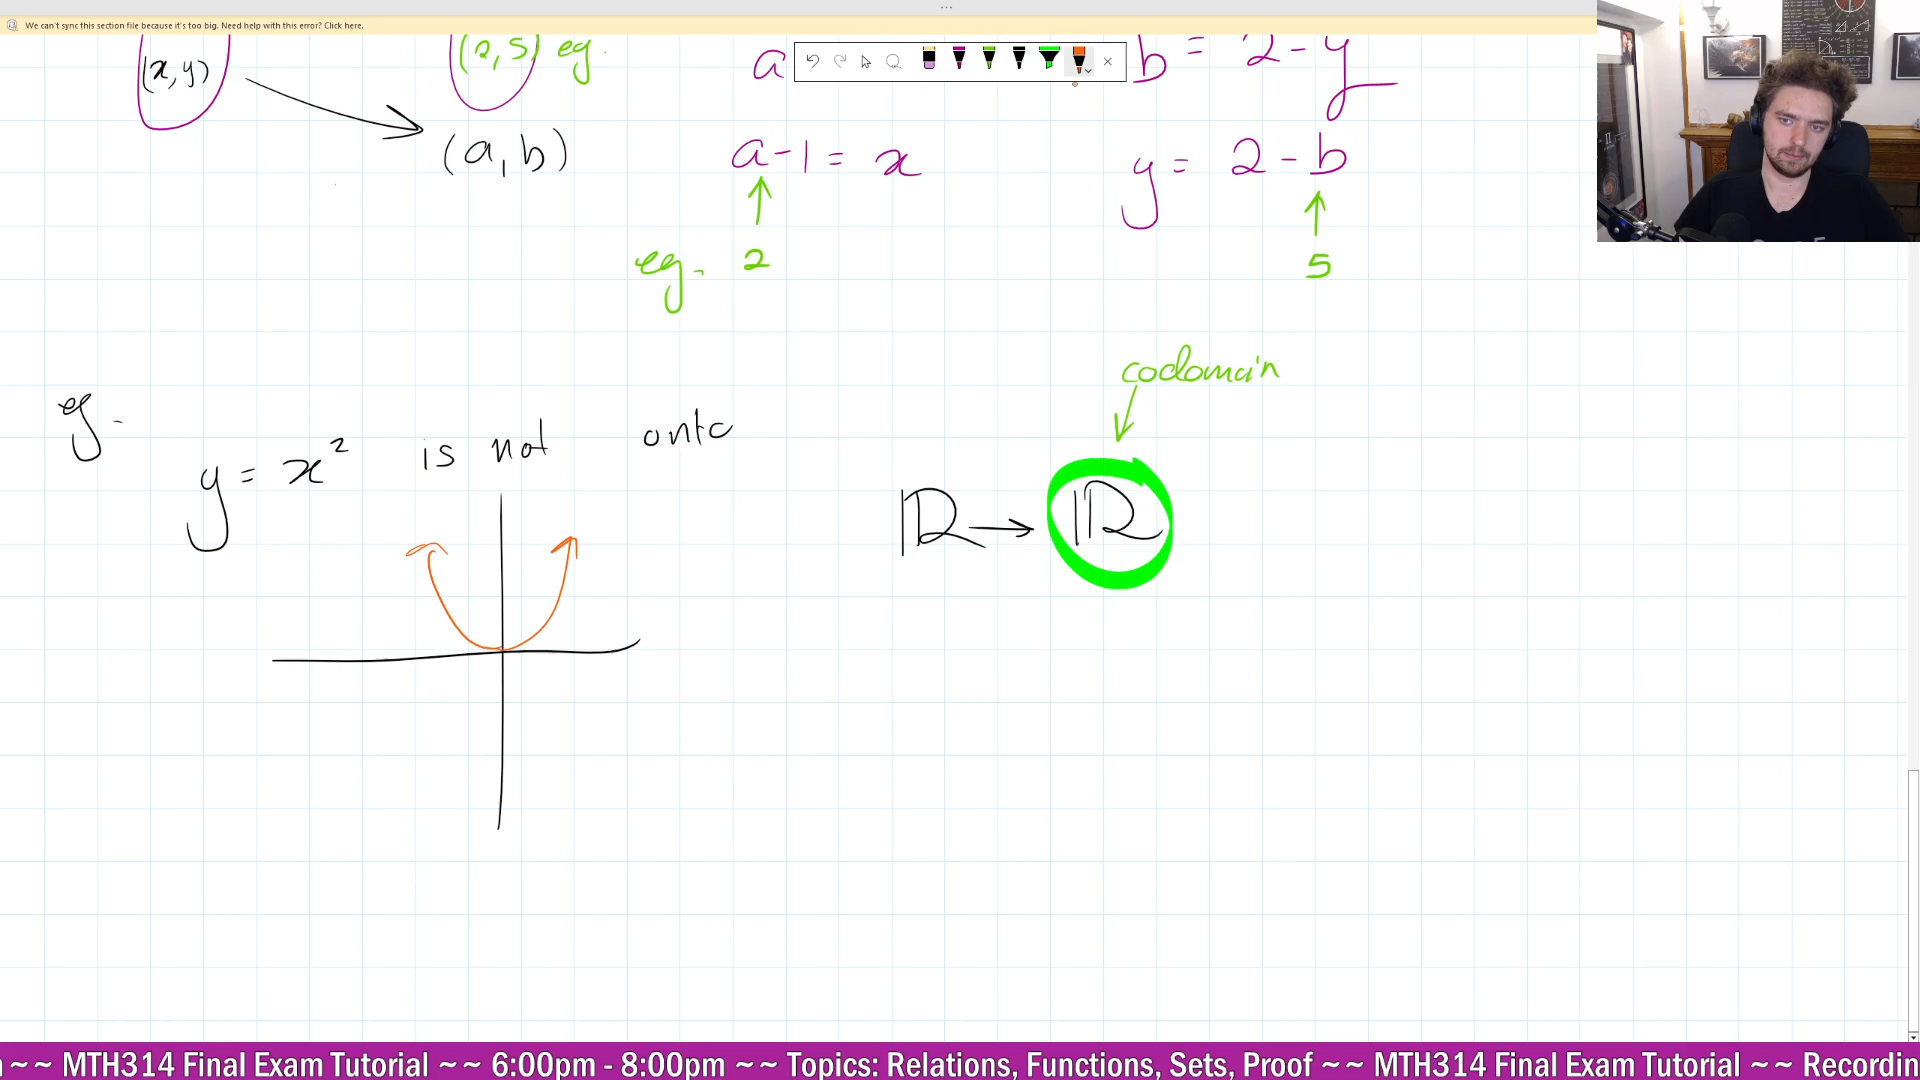 We can't sync this section file because it's too big. Need help with this error? Click here.
(x, y)
(2, 5) eg.
a
b = 2 - y
(a, b)
a - 1 = x
y = 2 - b
eg. 2
5
codomain
eg.
y = x² is not onto
ℝ → ℝ
~~ MTH314 Final Exam Tutorial ~~ 6:00pm - 8:00pm ~~ Topics: Relations, Functions, Sets, Proof ~~ MTH314 Final Exam Tutorial ~~ Recordin